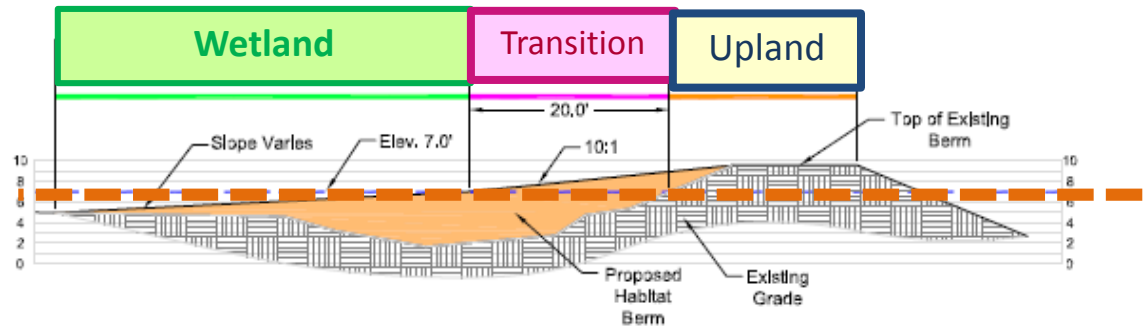 Wetland
Transition
Upland
20.0'
Top of Existing
Berm
Slope Varies
Elev. 7.0'
10:1
10
8
6
4
2
0
10
8
6
4
2
0
Proposed
Habitat
Berm
Existing
Grade